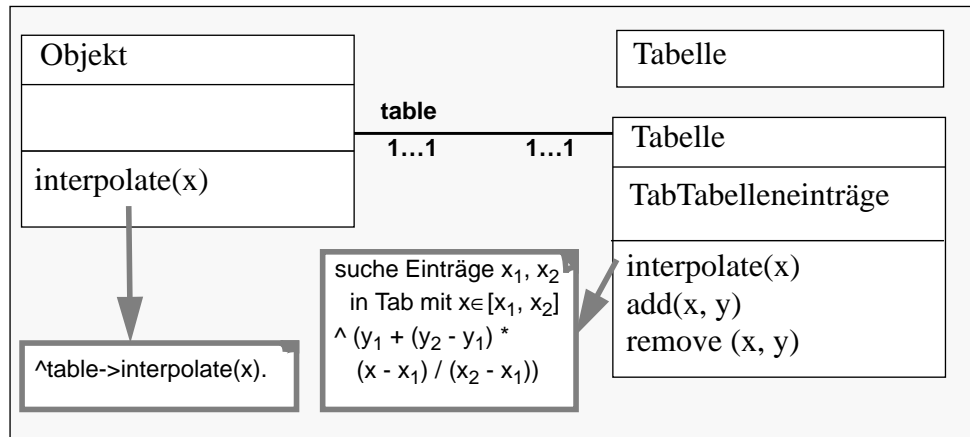 Objekt
interpolate(x)
table
1…1
1…1
Tabelle
Tabelle
TabTabelleneinträge
interpolate(x)
add(x, y)
remove (x, y)
^table->interpolate(x).
suche Einträge x₁, x₂
in Tab mit x∈[x₁, x₂]
^ (y₁ + (y₂ - y₁) *
(x - x₁) / (x₂ - x₁))